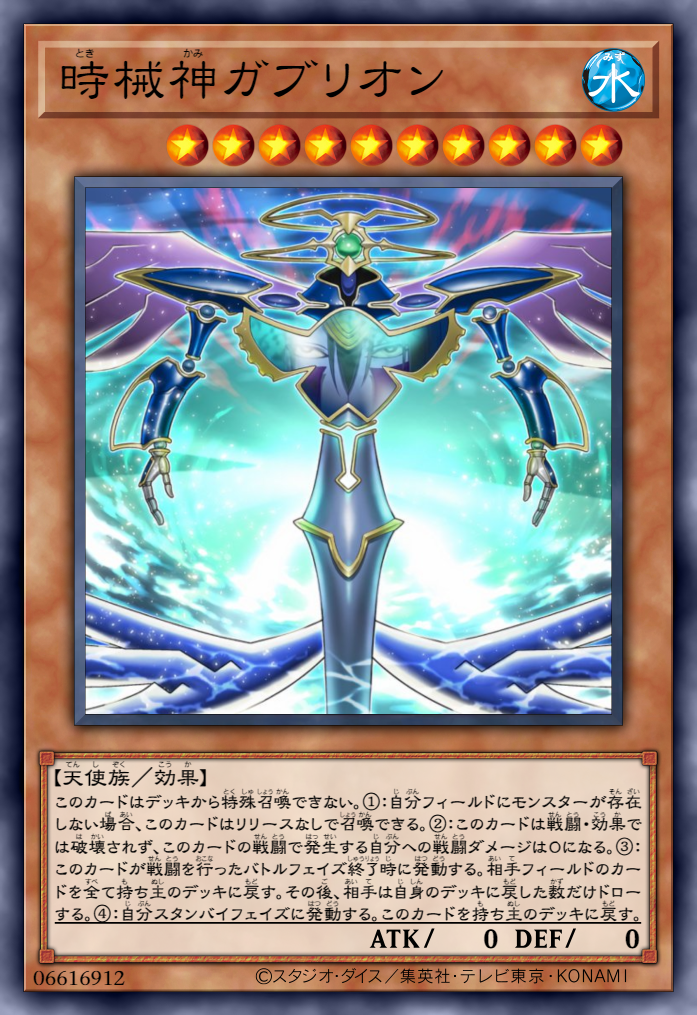 時械神ガブリオン
水
【天使族／効果】
このカードはデッキから特殊召喚できない。①：自分フィールドにモンスターが存在
しない場合、このカードはリリースなしで召喚できる。②：このカードは戦闘・効果で
は破壊されず、このカードの戦闘で発生する自分への戦闘ダメージは０になる。③：
このカードが戦闘を行ったバトルフェイズ終了時に発動する。相手フィールドのカー
ドを全て持ち主のデッキに戻す。その後、相手は自身のデッキに戻した数だけドロー
する。④：自分スタンバイフェイズに発動する。このカードを持ち主のデッキに戻す。
ATK/ 0 DEF/ 0
06616912 ©スタジオ・ダイス／集英社・テレビ東京・KONAMI